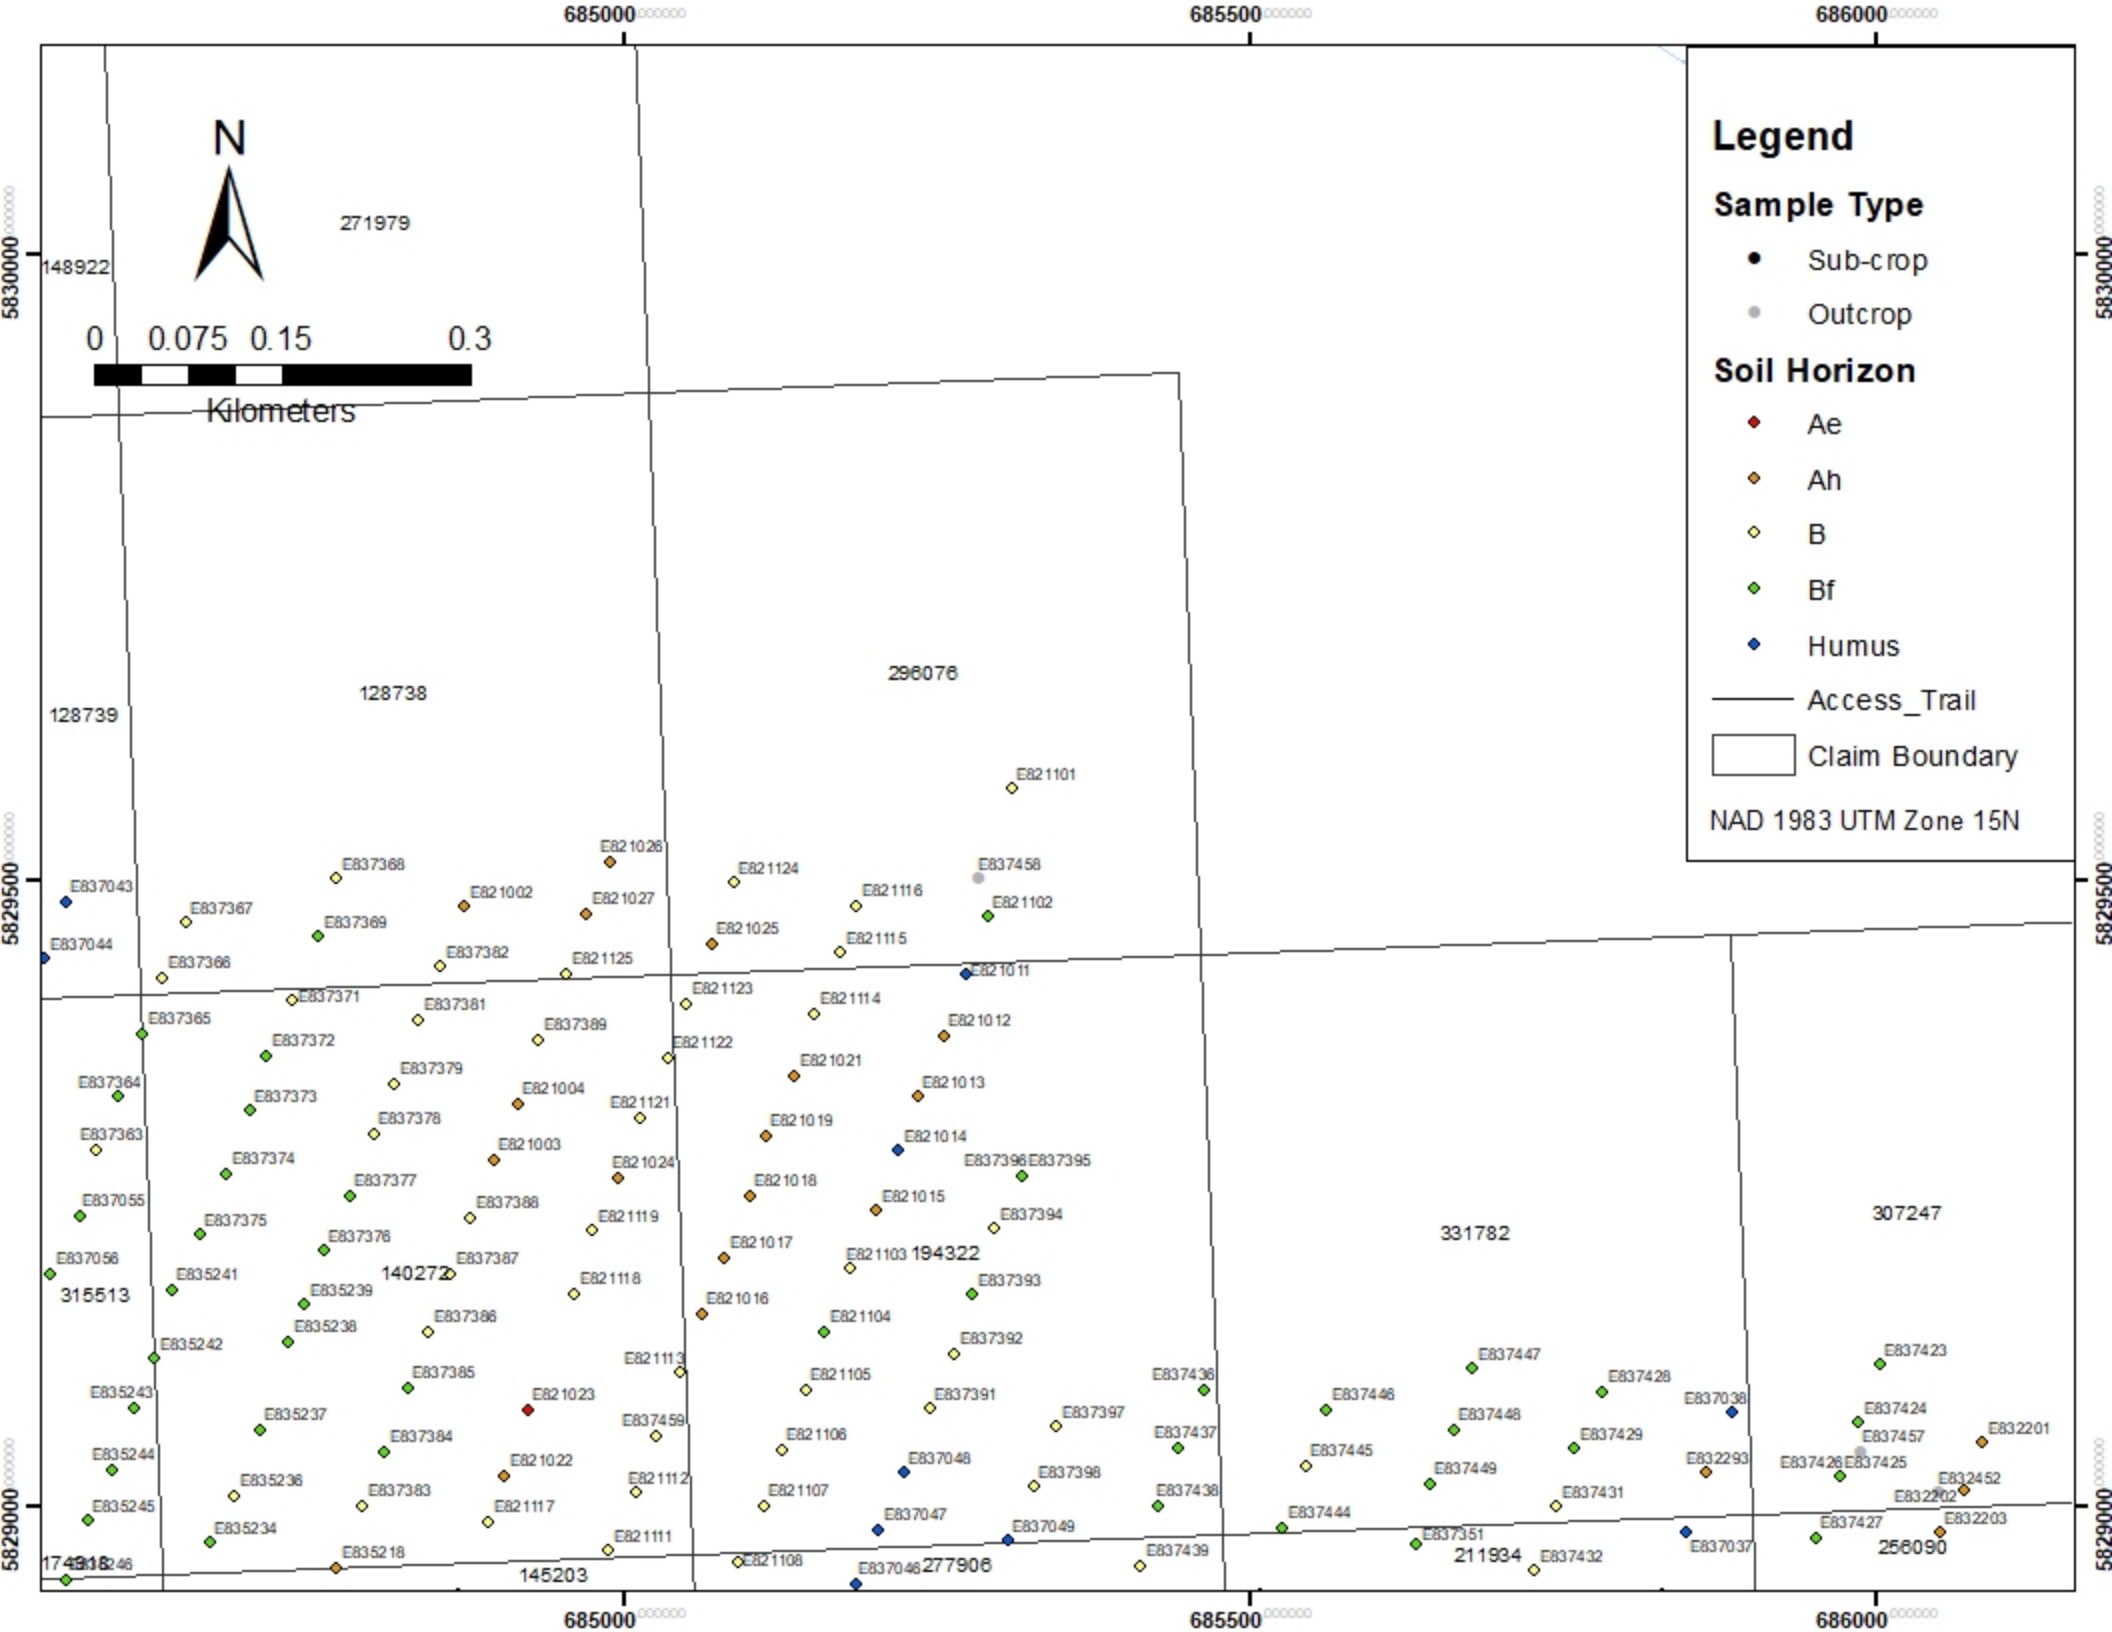 685000 685500 686000
N
271979
148922
5830000
5830000
0 0.075 0.15 0.3
Kilometers
Legend
Sample Type
Sub-crop
Outcrop
Soil Horizon
Ae
Ah
B
Bf
Humus
Access_Trail
Claim Boundary
NAD 1983 UTM Zone 15N
296076
128738
128739
E821101
E821026
E837368 E821124 E837458
5829500
5829500
E837043 E821002 E821027 E821116 E821102
E837367 E837369 E821025 E821115
E837044 E837382 E821125
E837366 E821011
E837371 E837381 E821123 E821114
E837365 E837389 E821012
E837372 E821122
E837379 E821021
E837364 E837373 E821004 E821121 E821013
E837378 E821019
E837363 E821003 E821014
E837374 E821024 E837396 E837395
E837377 E821018 E821015
E837055 E837388 E821119 E837394
E837375 331782 307247
E837376 E821017
E837056 E837387 E821103 194322
E835241 140272 E821118 E837393
315513 E835239 E821016
E835238 E837386 E821104
E835242 E821113 E837392 E837447 E837423
E837385 E821105 E837436 E837428
E835243 E821023 E837391 E837446 E837038
E835237 E837459 E837397 E837424
E837384 E821106 E837437 E837448 E837429 E837457 E832201
E835244 E821022 E837048 E837445 E832293 E837426 E837425
E835236 E821112 E837398 E837449 E832452
E835245 E837383 E821117 E821107 E837438 E837431 E832202
5829000
5829000
E835234 E821111 E837047 E837049 E837444 E837351 E837427 E832203
E835218 E821108 E837439 211934 E837432 E837037 256090
145203 E837046 277906
685000 685500 686000